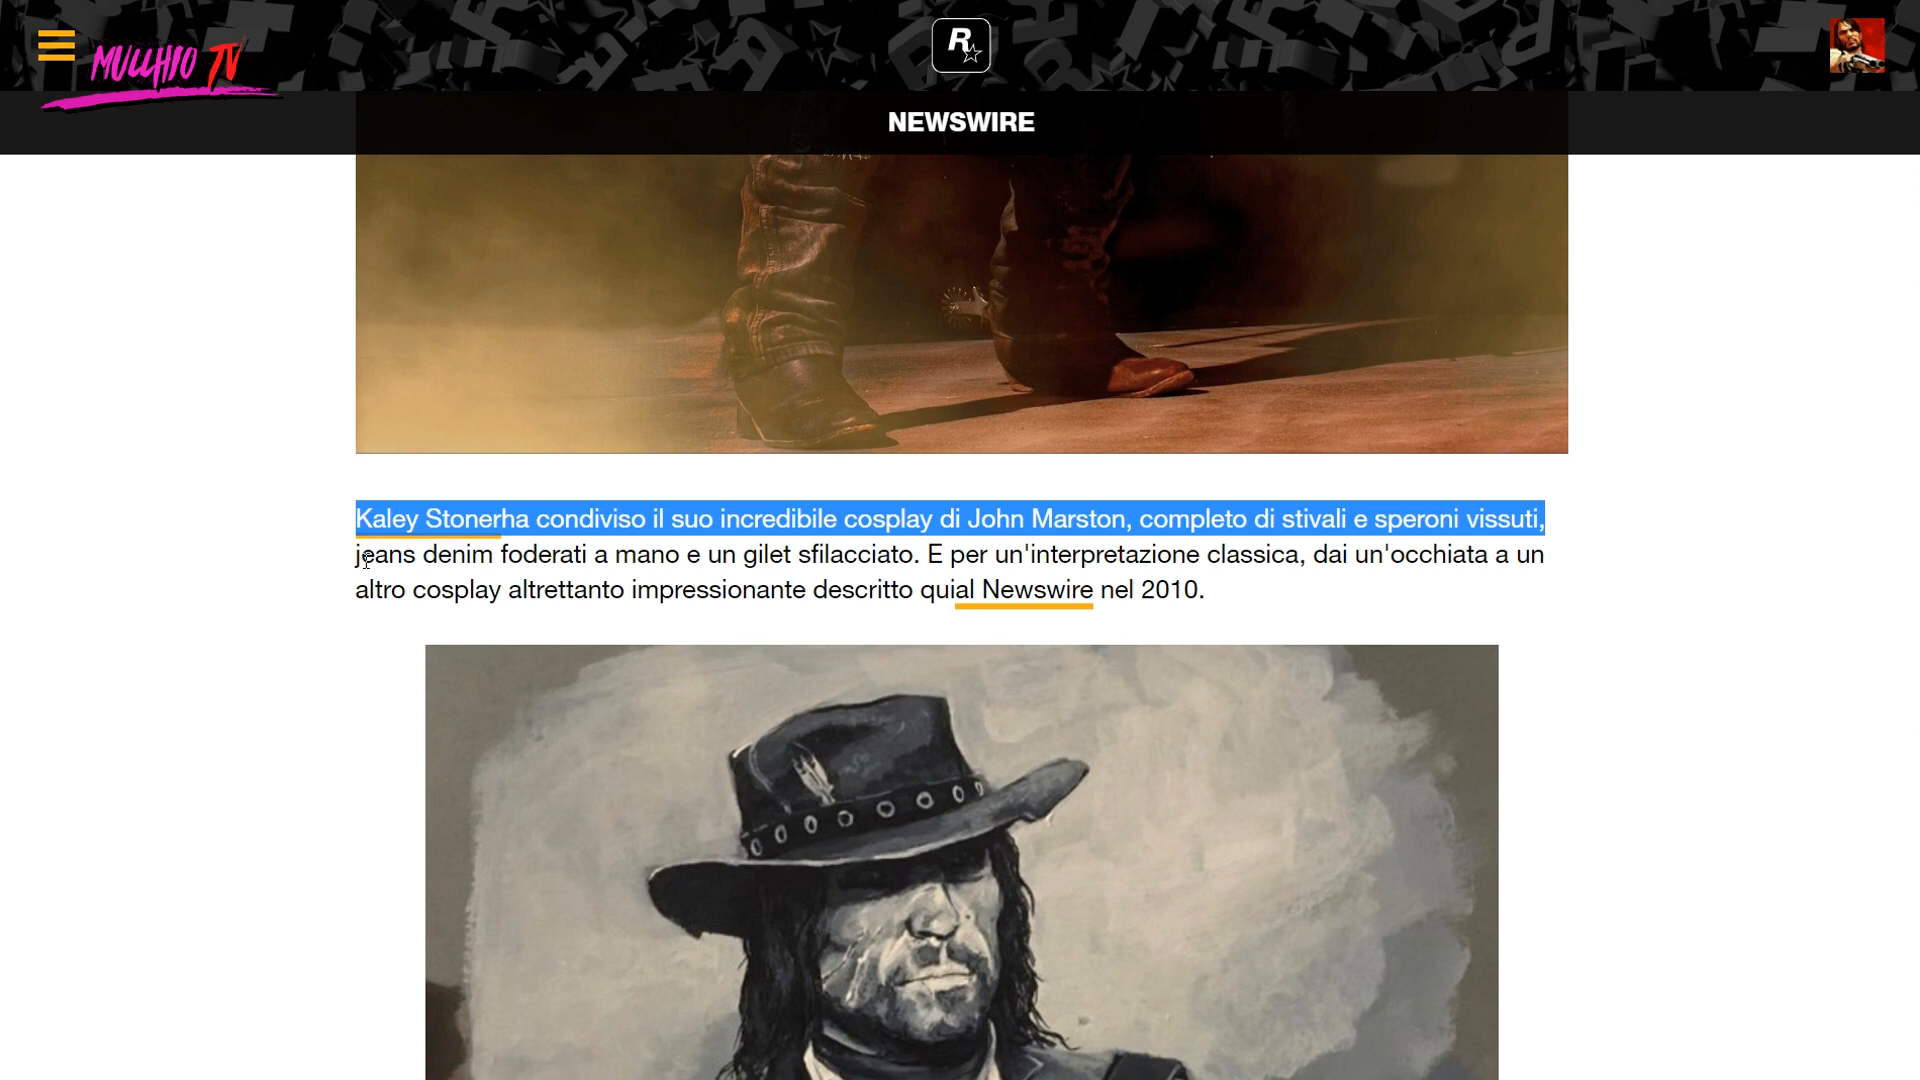 MUCCHIO TV
R
NEWSWIRE
Kaley Stonerha condiviso il suo incredibile cosplay di John Marston, completo di stivali e speroni vissuti,
jeans denim foderati a mano e un gilet sfilacciato. E per un'interpretazione classica, dai un'occhiata a un
altro cosplay altrettanto impressionante descritto quial Newswire nel 2010.